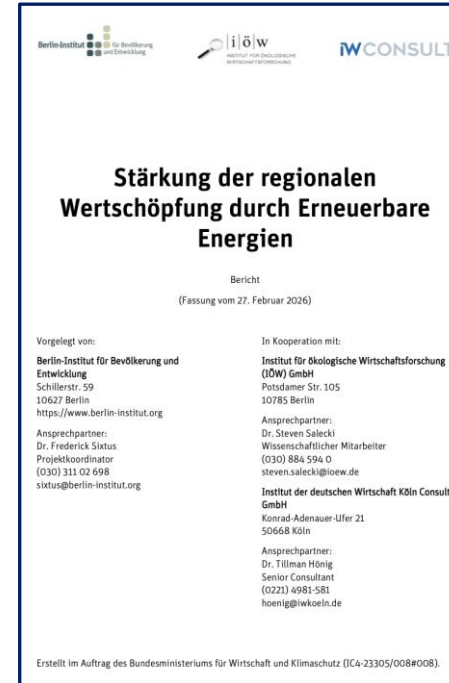 Berlin-Institut für Bevölkerung
und Entwicklung
i|ö|w
INSTITUT FÜR ÖKOLOGISCHE
WIRTSCHAFTSFORSCHUNG
iWCONSULT
Stärkung der regionalen
Wertschöpfung durch Erneuerbare
Energien
Bericht
(Fassung vom 27. Februar 2026)
Vorgelegt von:
Berlin-Institut für Bevölkerung und
Entwicklung
Schillerstr. 59
10627 Berlin
https://www.berlin-institut.org
Ansprechpartner:
Dr. Frederick Sixtus
Projektkoordinator
(030) 311 02 698
sixtus@berlin-institut.org
In Kooperation mit:
Institut für ökologische Wirtschaftsforschung
(IÖW) GmbH
Potsdamer Str. 105
10785 Berlin
Ansprechpartner:
Dr. Steven Salecki
Wissenschaftlicher Mitarbeiter
(030) 884 594 0
steven.salecki@ioew.de
Institut der deutschen Wirtschaft Köln Consult
GmbH
Konrad-Adenauer-Ufer 21
50668 Köln
Ansprechpartner:
Dr. Tillman Hönig
Senior Consultant
(0221) 4981-581
hoenig@iwkoeln.de
Erstellt im Auftrag des Bundesministeriums für Wirtschaft und Klimaschutz (IC4-23305/008#008).